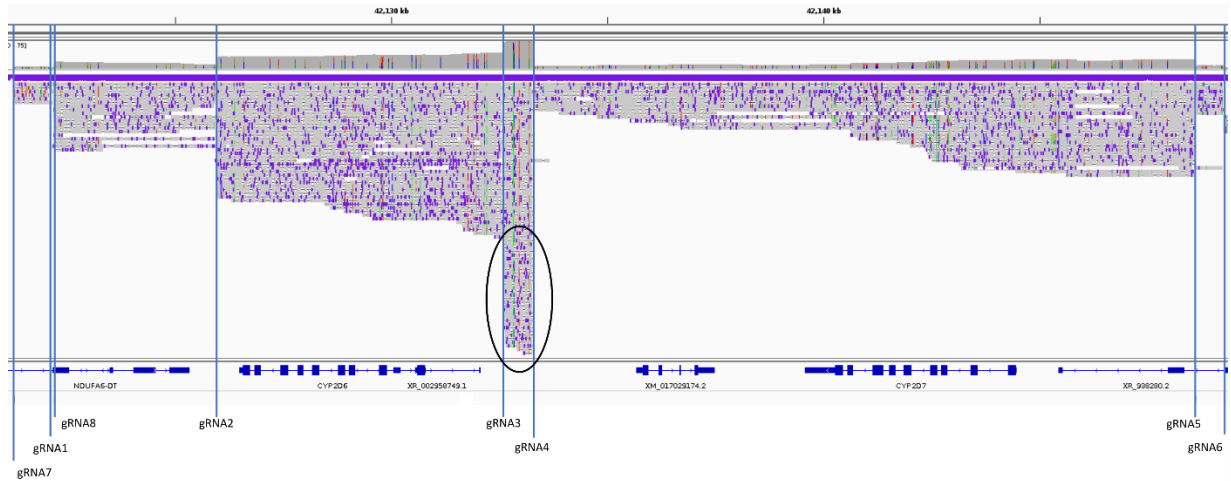 42,130 kb
42,140 kb
75]
NDUFA6-DT
CYP2D6
XR_002958749.1
XM_017029174.2
CYP2D7
XR_938280.2
gRNA8
gRNA2
gRNA3
gRNA5
gRNA1
gRNA4
gRNA6
gRNA7